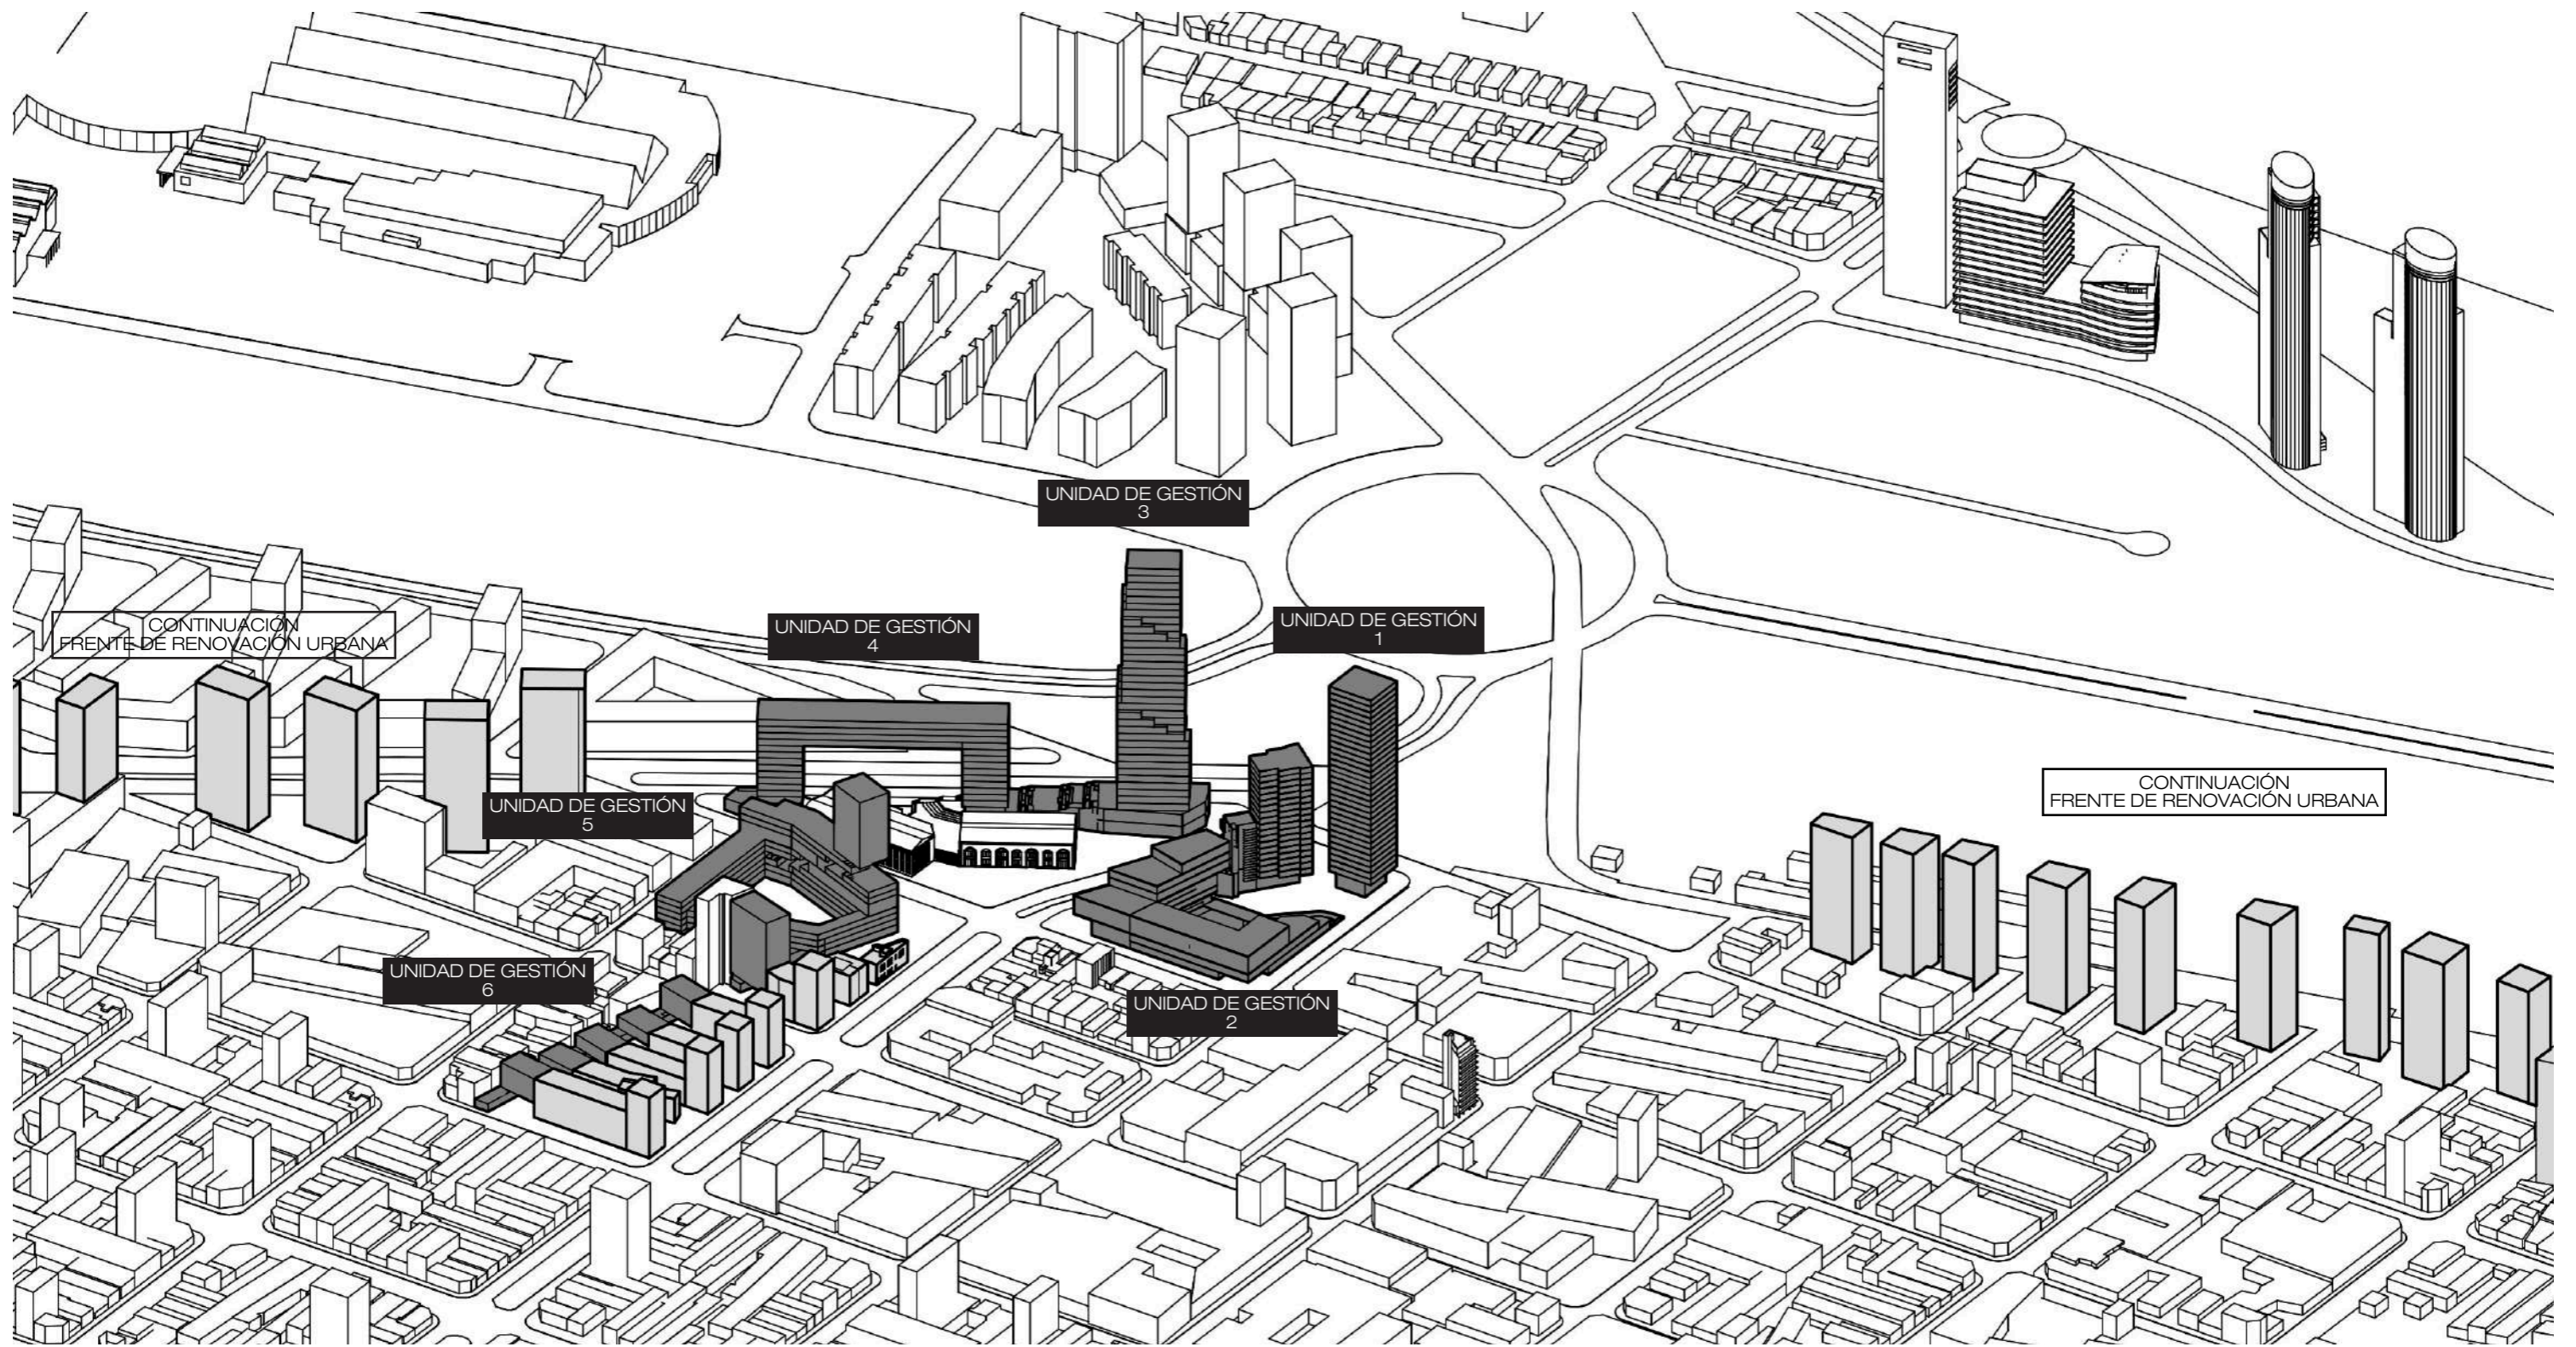 UNIDAD DE GESTIÓN
3
CONTINUACIÓN
FRENTE DE RENOVACIÓN URBANA
UNIDAD DE GESTIÓN
4
UNIDAD DE GESTIÓN
1
CONTINUACIÓN
FRENTE DE RENOVACIÓN URBANA
UNIDAD DE GESTIÓN
5
UNIDAD DE GESTIÓN
6
UNIDAD DE GESTIÓN
2